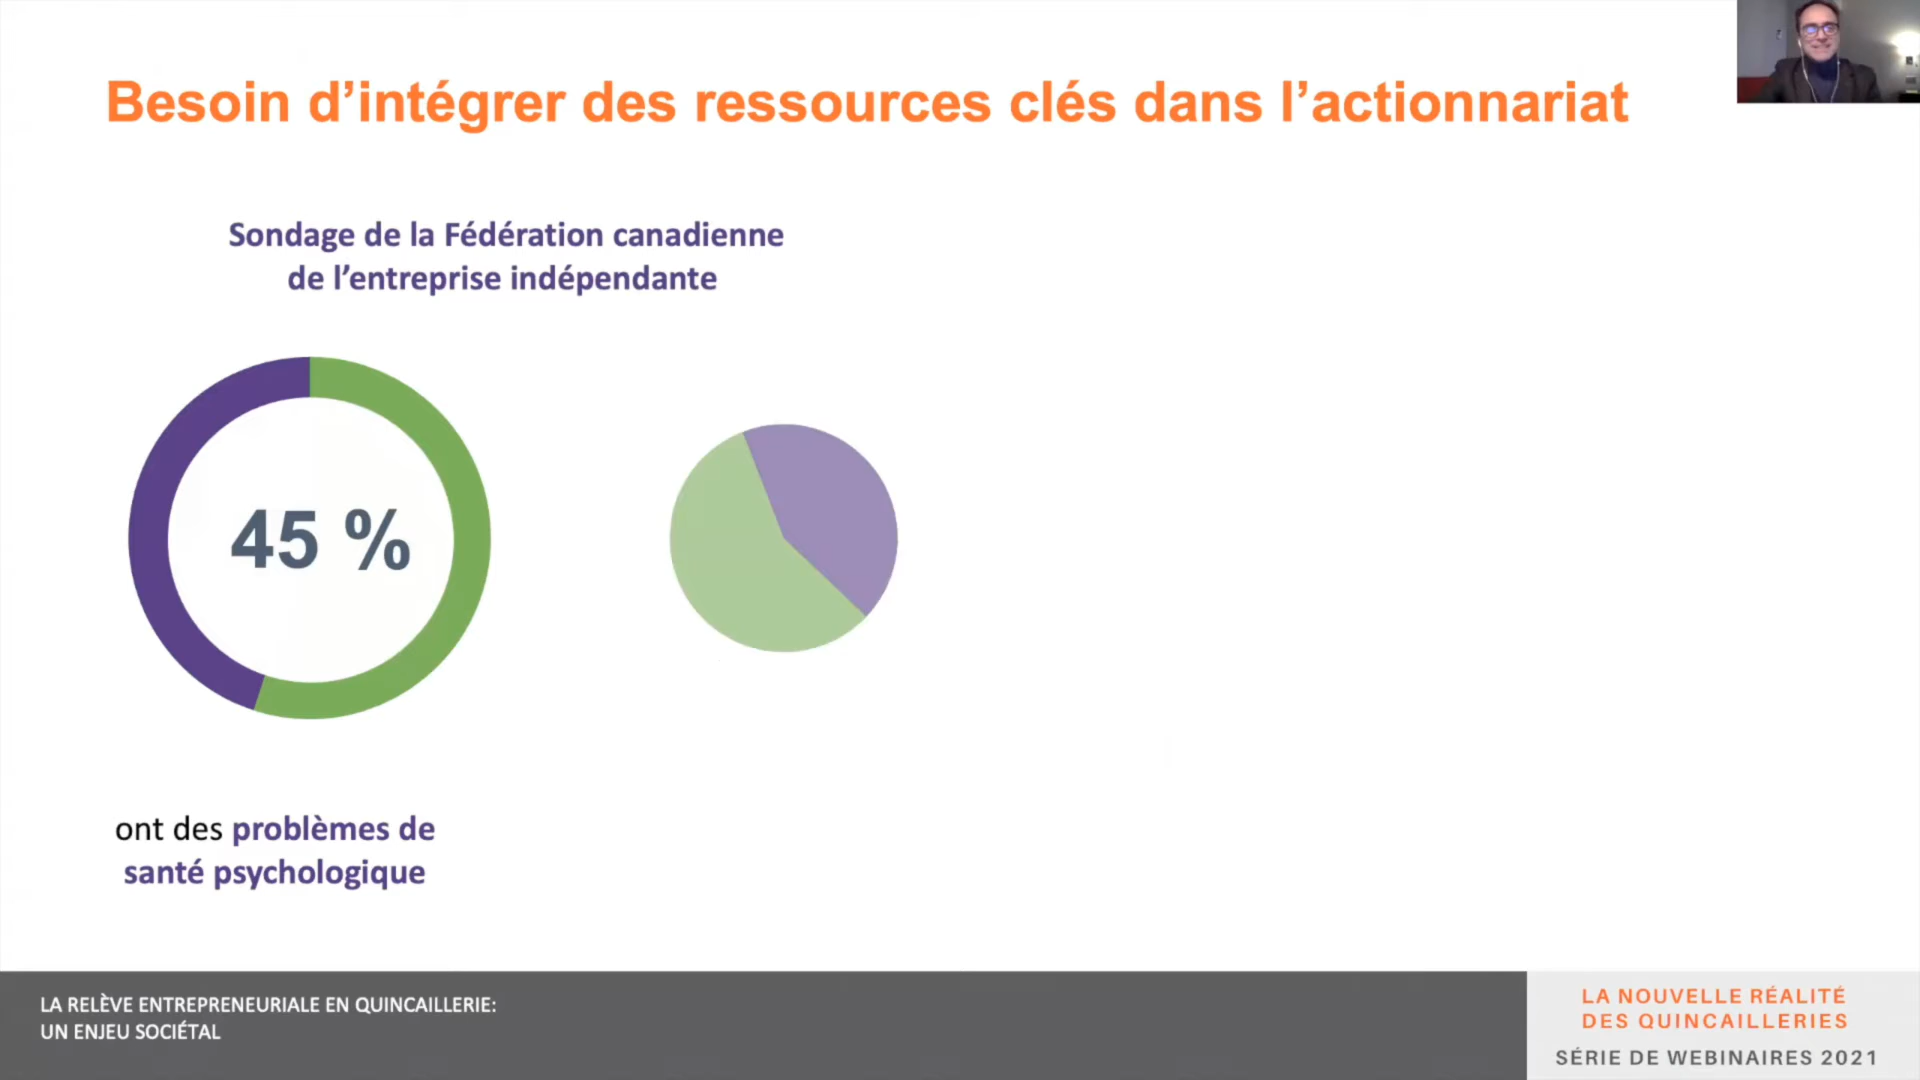 Besoin d’intégrer des ressources clés dans l’actionnariat
Sondage de la Fédération canadienne
de l’entreprise indépendante
45 %
ont des problèmes de
santé psychologique
LA RELÈVE ENTREPRENEURIALE EN QUINCAILLERIE:
UN ENJEU SOCIÉTAL
LA NOUVELLE RÉALITÉ
DES QUINCAILLERIES
SÉRIE DE WEBINAIRES 2021